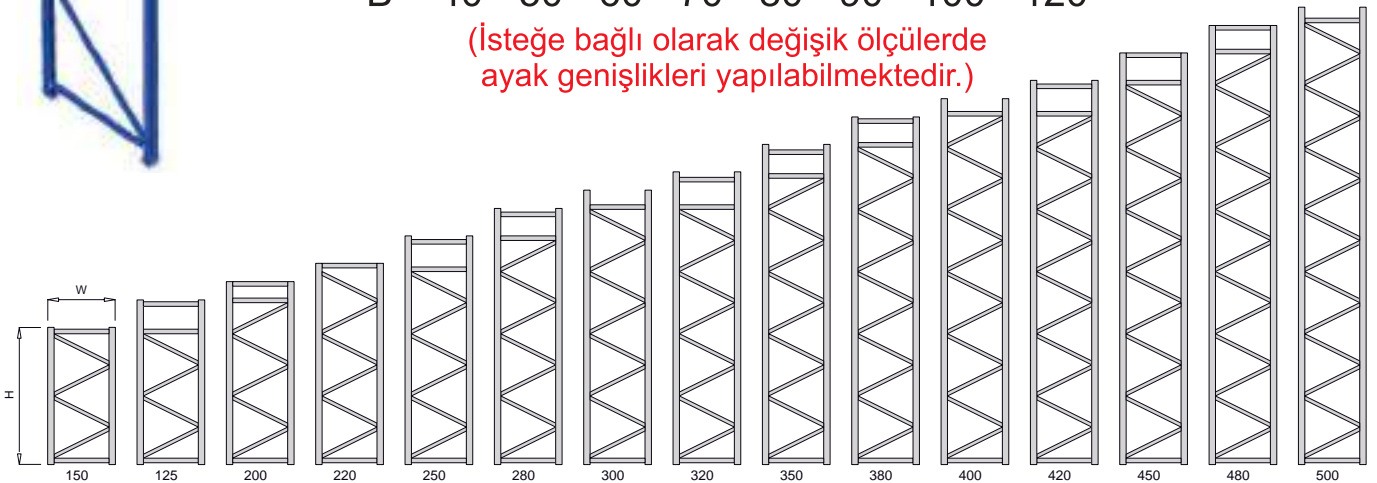 (İsteğe bağlı olarak değişik ölçülerde
ayak genişlikleri yapılabilmektedir.)
W
H
150 125 200 220 250 280 300 320 350 380 400 420 450 480 500